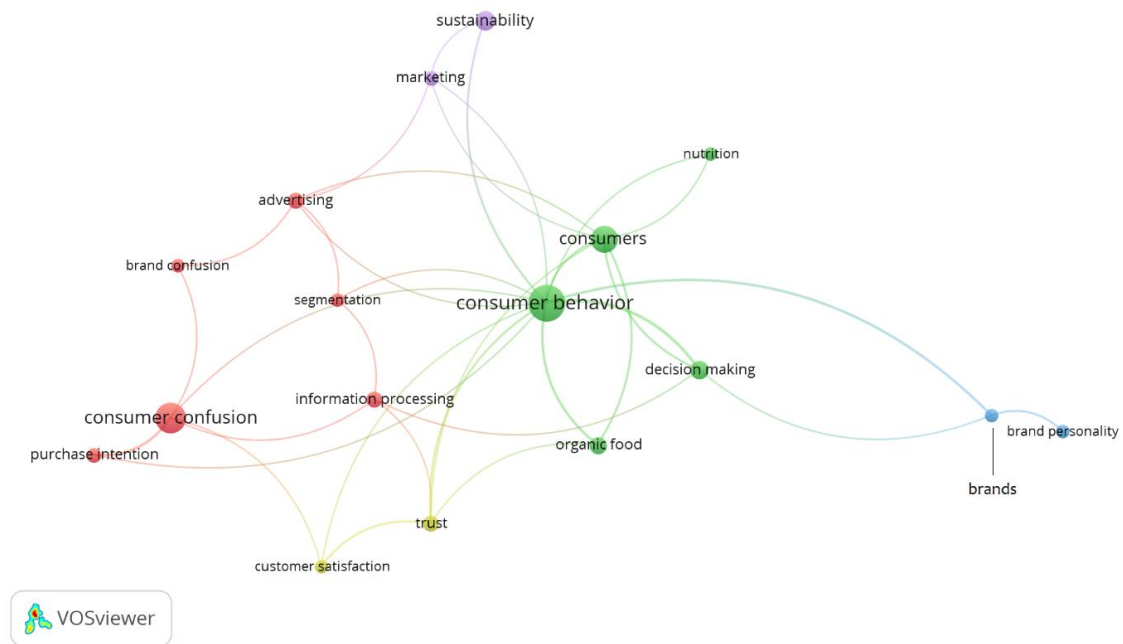 sustainability
marketing
nutrition
advertising
consumers
brand confusion
segmentation
consumer behavior
decision making
information processing
consumer confusion
brand personality
organic food
purchase intention
brands
trust
customer satisfaction
VOSviewer